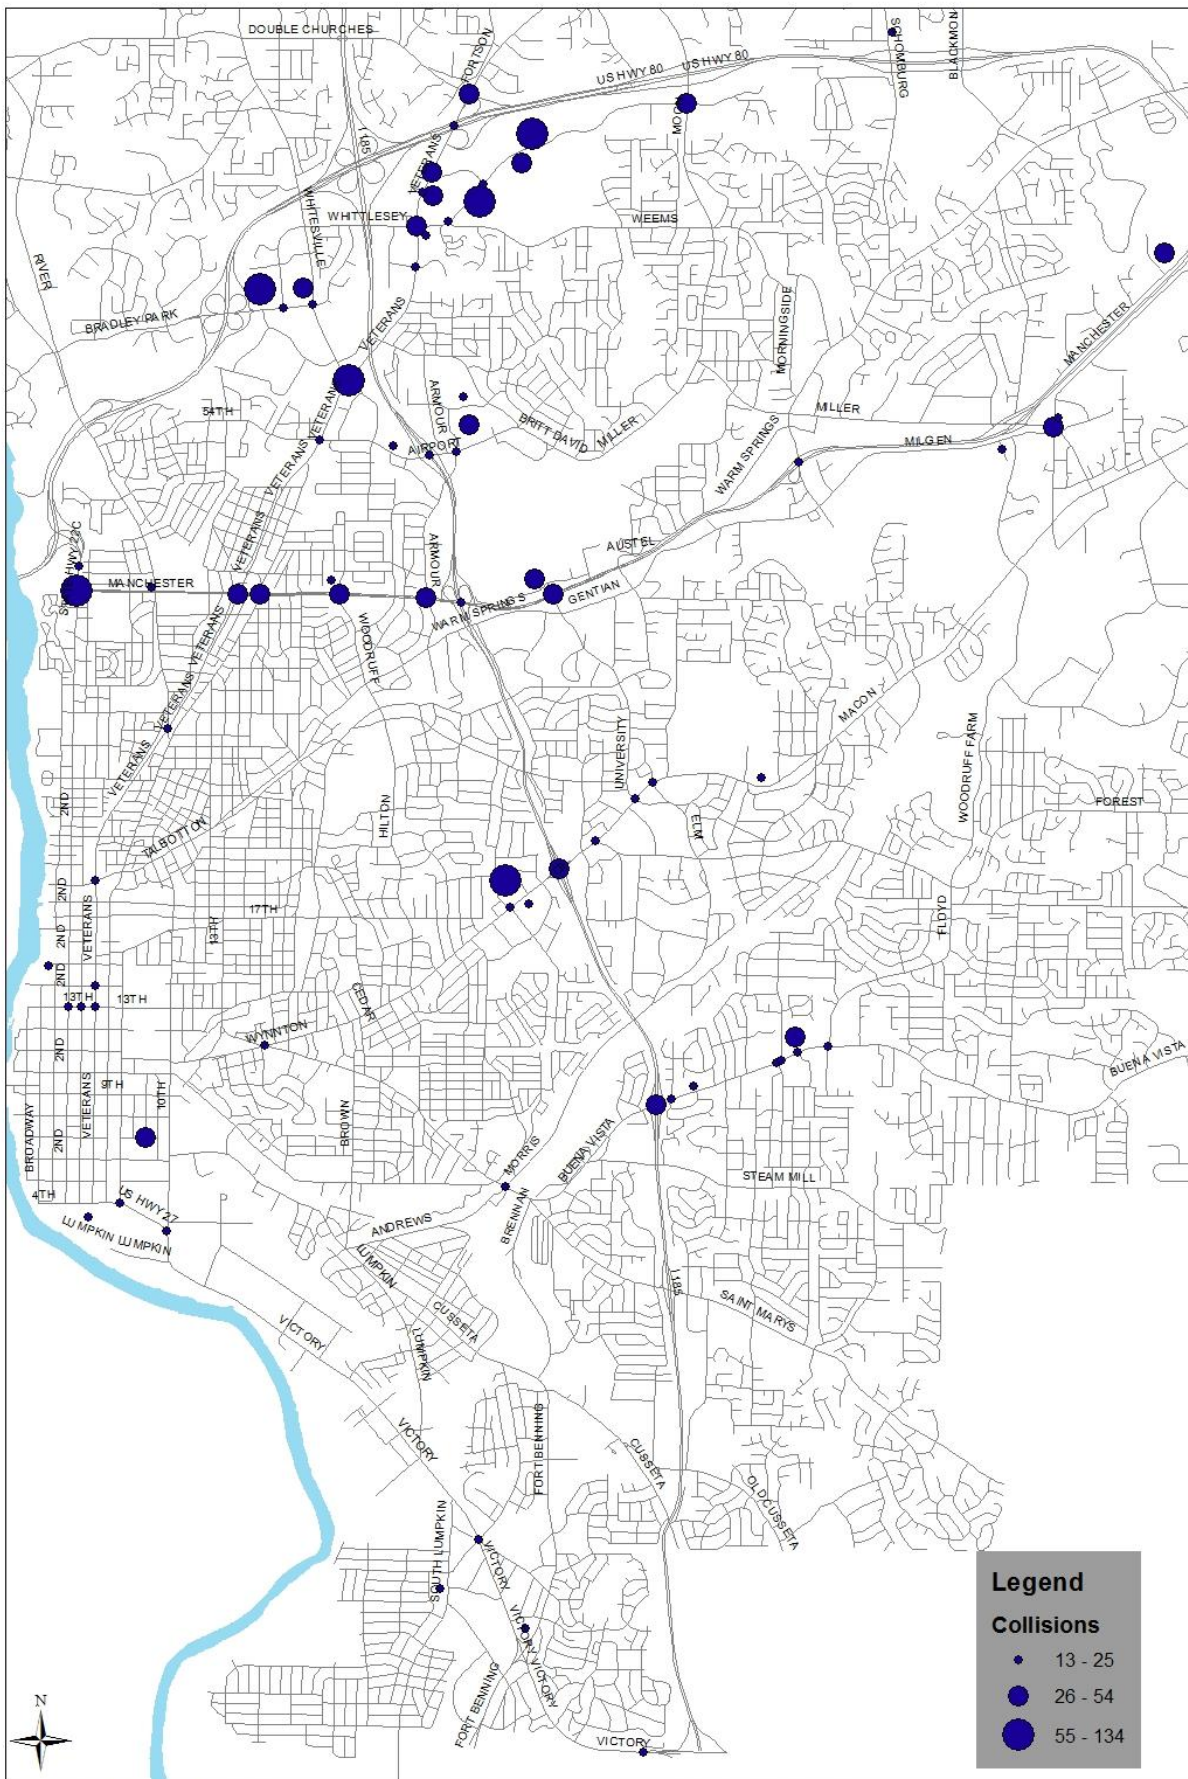 DOUBLE CHURCHES
FORTSON
SCHOMBURG
BLACKMON
US HWY 80
US HWY 80
MOON
I 185
VETERANS
WHITESVILLE
WHITTLESEY
WEEMS
RIVER
BRADLEY PARK
VETERANS
MORNINGSIDE
MANCHESTER
54TH
ARMOUR
AIRPORT
BRITT DAVID
MILLER
MILLER
MILGEN
WARM SPRINGS
VETERANS
VETERANS
AUSTEL
MANCHESTER
ARMOUR
GENTIAN
WARM SPRINGS
WOODRUFF
VETERANS
VETERANS
VETERANS
MACON
UNIVERSITY
WOODRUFF FARM
FOREST
2ND
HILTON
ELM
TALBOTTON
2ND
VETERANS
17TH
13TH
FLOYD
2ND
2ND
13TH
13TH
CEDAR
WYNNTON
2ND
BUENA VISTA
9TH
10TH
VETERANS
BROADWAY
2ND
BROWN
MORRIS
BUENA VISTA
STEAM MILL
4TH
US HWY 27
LUMPKIN
LUMPKIN
ANDREWS
BRENNAN
LUMPKIN
I 185
SAINT MARYS
CUSSETA
VICTORY
LUMPKIN
VICTORY
FORT BENNING
CUSSETA
OLD CUSSETA
SOUTH LUMPKIN
VICTORY
VICTORY
VICTORY
FORT BENNING
VICTORY
N
Legend
Collisions
13 - 25
26 - 54
55 - 134